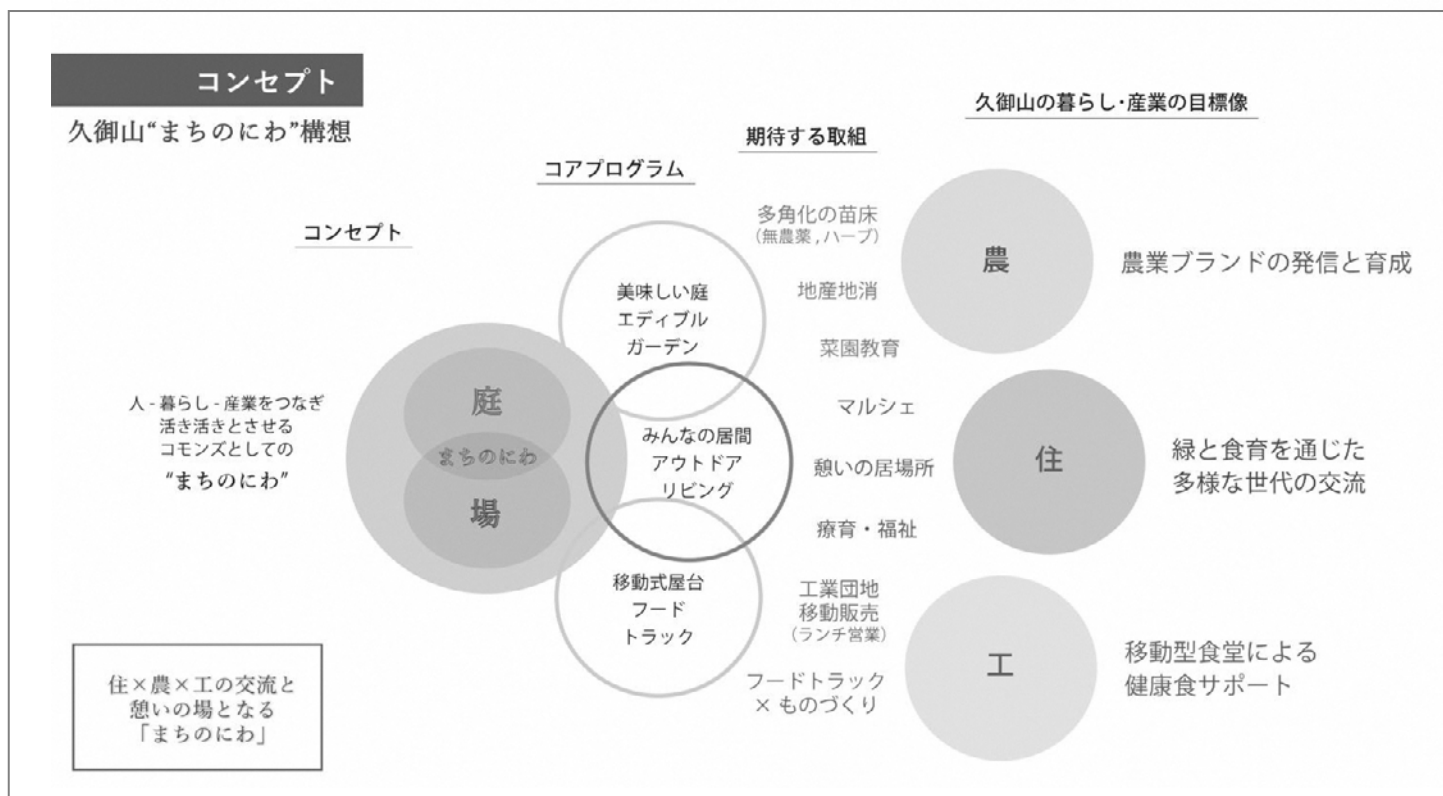 コンセプト
久御山“まちのにわ”構想
コンセプト
人 - 暮らし - 産業をつなぎ
活き活きとさせる
コモンズとしての
“まちのにわ”
庭
まちのにわ
場
住×農×工の交流と
憩いの場となる
「まちのにわ」
コアプログラム
美味しい庭
エディブル
ガーデン
みんなの居間
アウトドア
リビング
移動式屋台
フード
トラック
期待する取組
多角化の苗床
（無農薬 , ハーブ）
地産地消
菜園教育
マルシェ
憩いの居場所
療育・福祉
工業団地
移動販売
（ランチ営業）
フードトラック
× ものづくり
久御山の暮らし・産業の目標像
農
農業ブランドの発信と育成
住
緑と食育を通じた
多様な世代の交流
工
移動型食堂による
健康食サポート